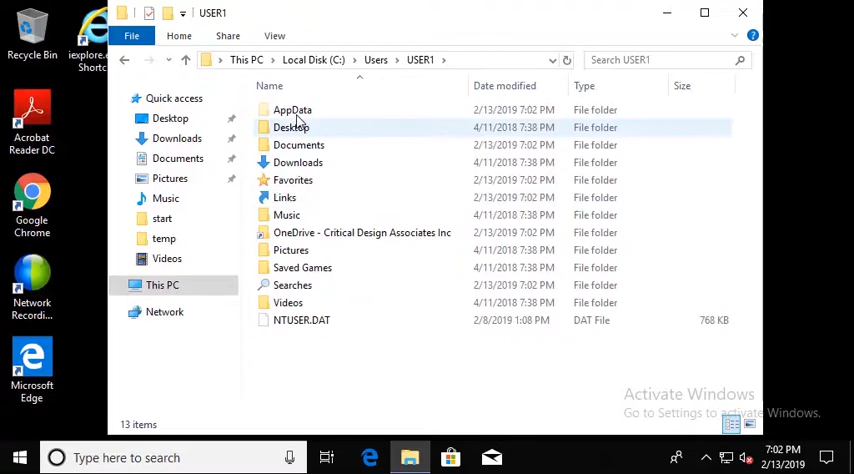 USER1
File
Home
Share
View
This PC
Local Disk (C:)
Users
USER1
Search USER1
Name
Date modified
Type
Size
Quick access
Desktop
Downloads
Documents
Pictures
Music
start
temp
Videos
This PC
Network
AppData 2/13/2019 7:02 PM File folder
Desktop 4/11/2018 7:38 PM File folder
Documents 2/13/2019 7:02 PM File folder
Downloads 4/11/2018 7:38 PM File folder
Favorites 2/13/2019 7:02 PM File folder
Links 2/13/2019 7:02 PM File folder
Music 4/11/2018 7:38 PM File folder
OneDrive - Critical Design Associates Inc 2/13/2019 7:02 PM File folder
Pictures 4/11/2018 7:38 PM File folder
Saved Games 4/11/2018 7:38 PM File folder
Searches 2/13/2019 7:02 PM File folder
Videos 4/11/2018 7:38 PM File folder
NTUSER.DAT 2/8/2019 1:08 PM DAT File 768 KB
13 items
Activate Windows
Go to Settings to activate Windows.
Recycle Bin
iexplore.e
Shortc
Acrobat
Reader DC
Google
Chrome
Network
Recordi...
Microsoft
Edge
Type here to search
7:02 PM
2/13/2019